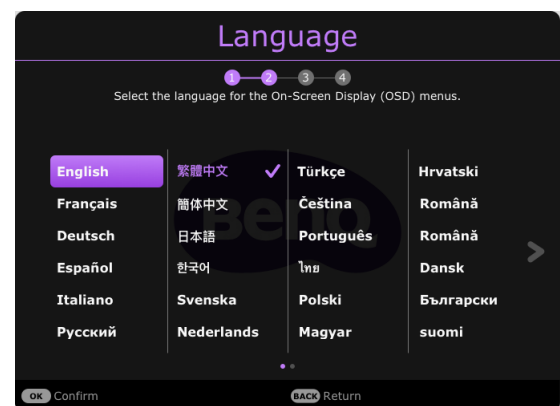 Language
1 2 3 4
Select the language for the On-Screen Display (OSD) menus.
English 繁體中文 Türkçe Hrvatski
Français 简体中文 Čeština Română
Deutsch 日本語 Português Română
Español 한국어 ไทย Dansk
Italiano Svenska Polski Български
Русский Nederlands Magyar suomi
BenQ
OK Confirm BACK Return